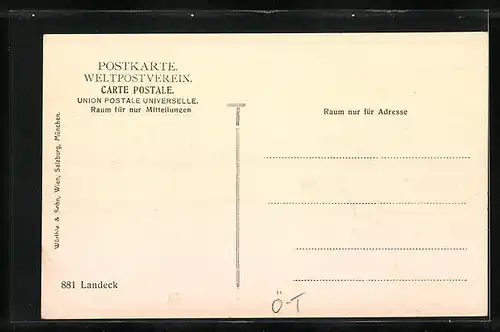 POSTKARTE.
WELTPOSTVEREIN.
CARTE POSTALE.
UNION POSTALE UNIVERSELLE.
Raum für nur Mitteilungen
Raum nur für Adresse
Würthle & Sohn, Wien, Salzburg, München.
881 Landeck
Ö-T